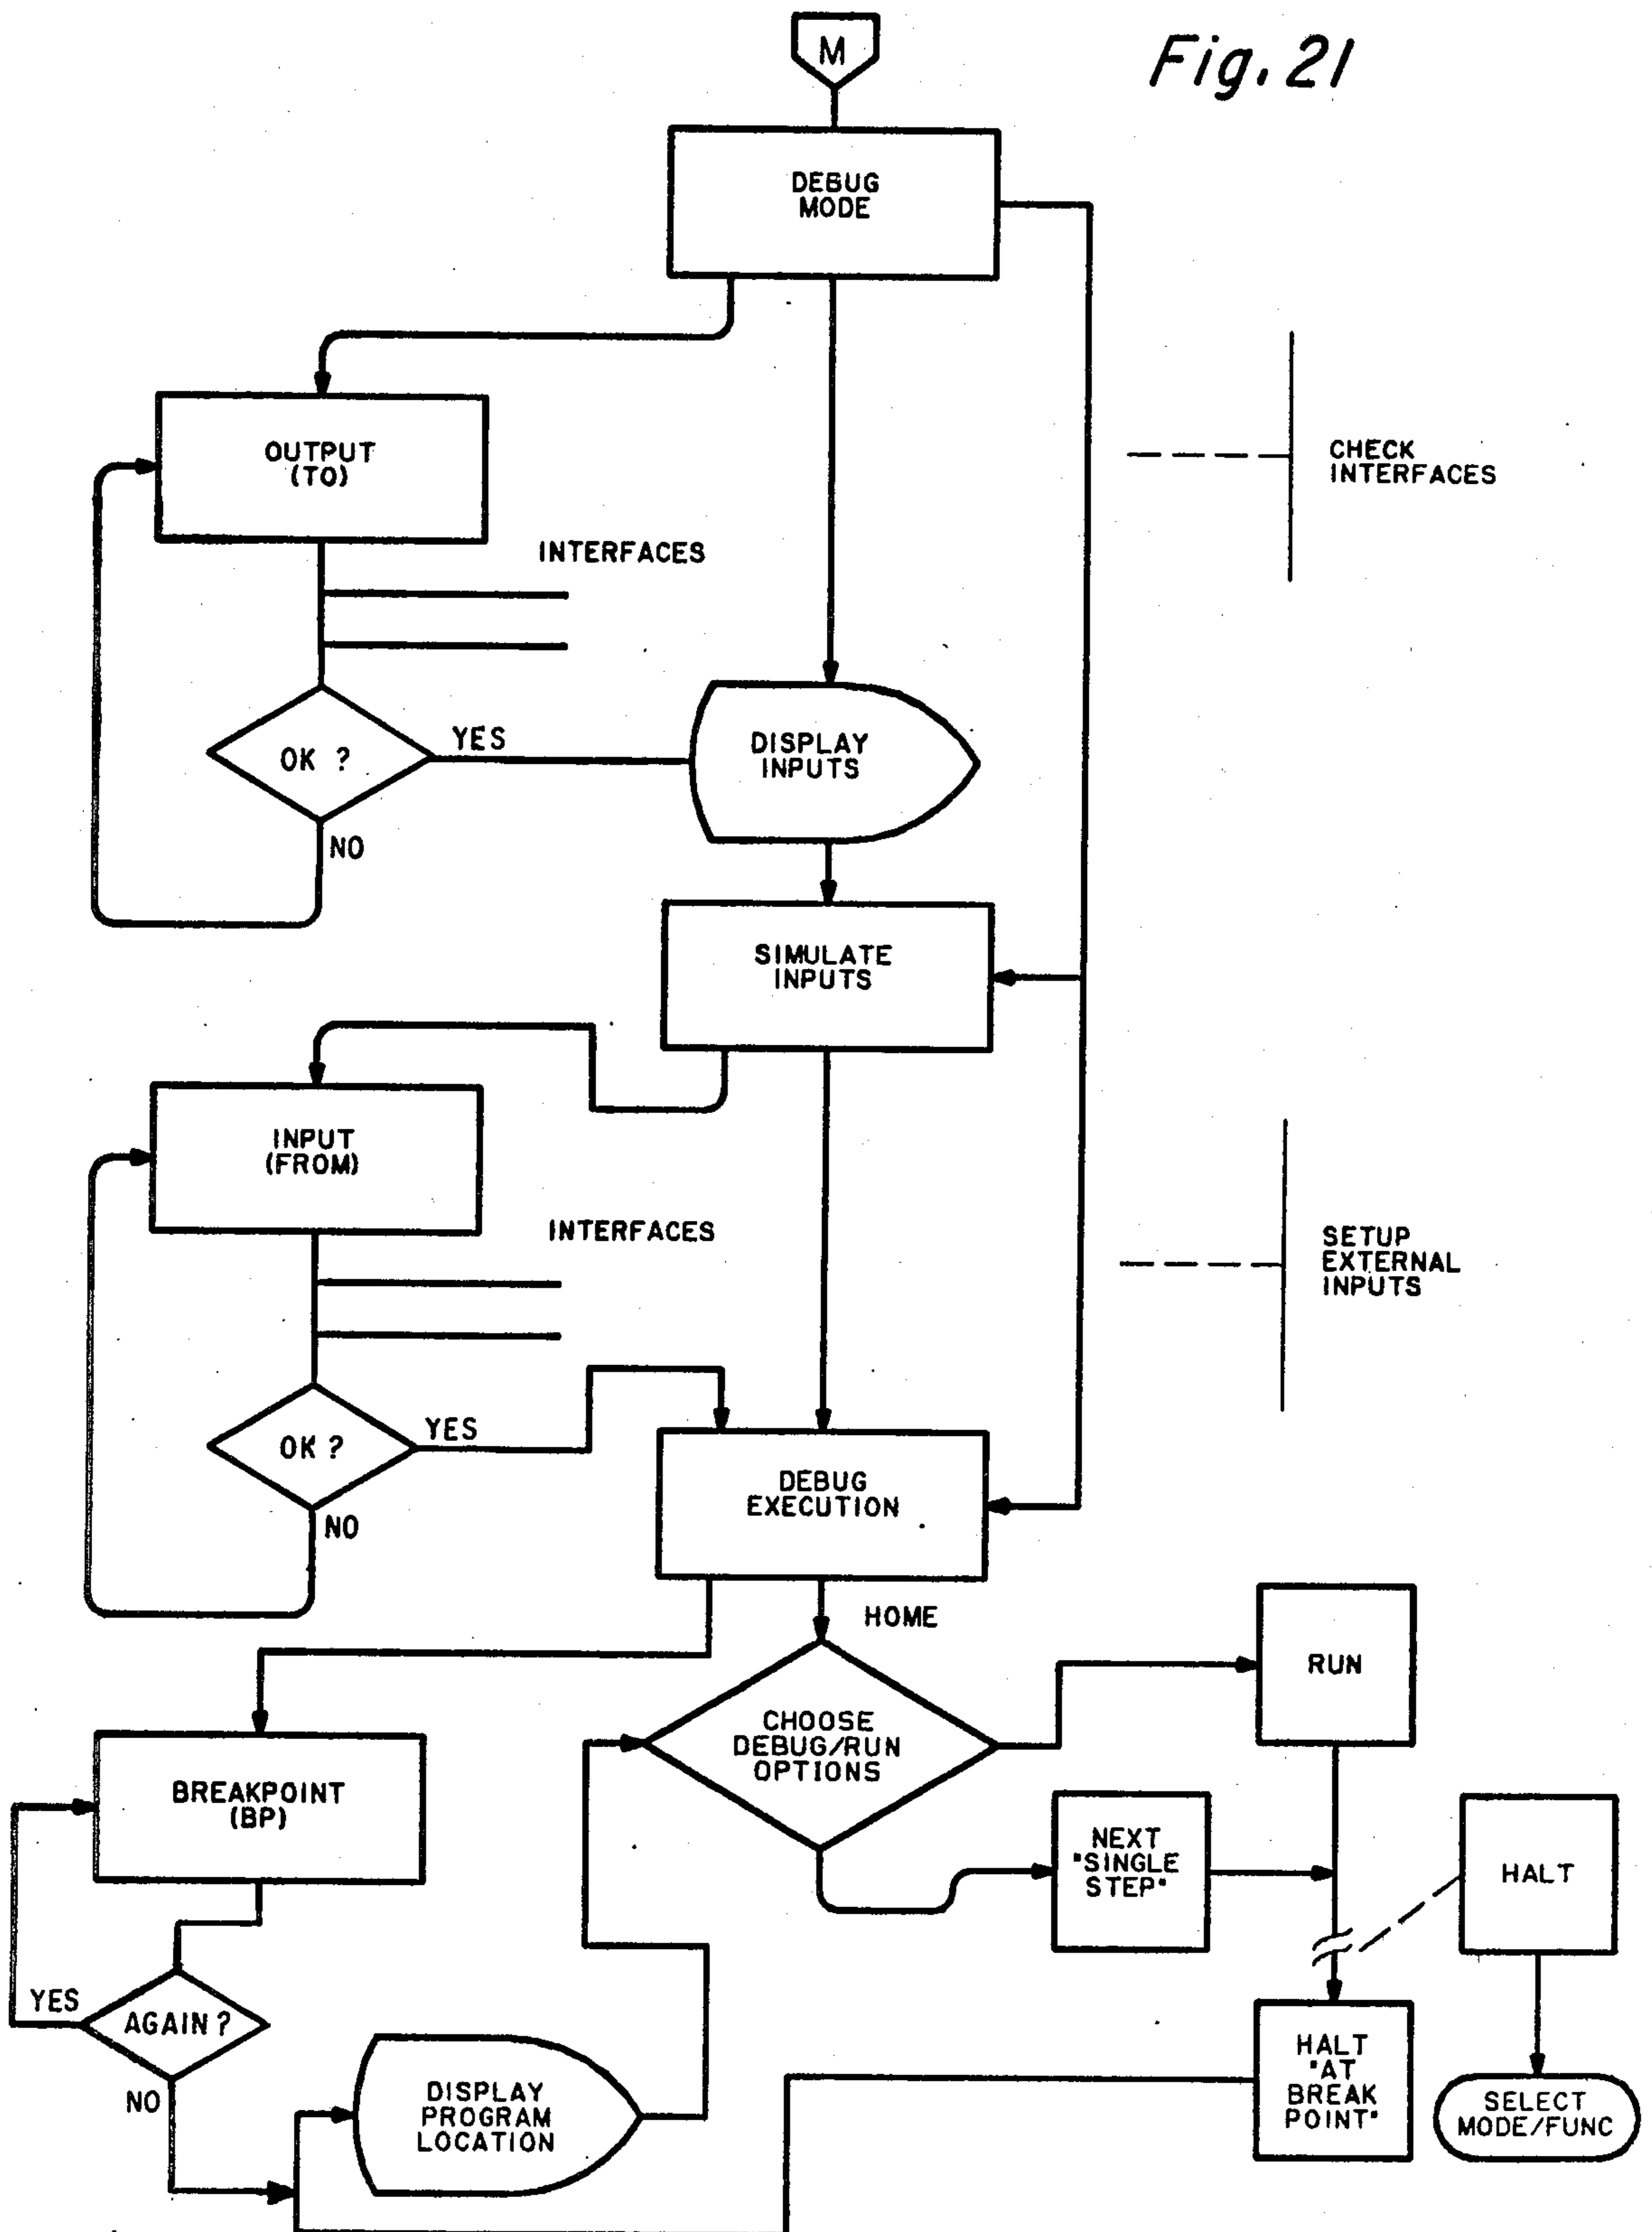 M
Fig. 21
DEBUG
MODE
OUTPUT
(TO)
CHECK
INTERFACES
INTERFACES
OK ?
YES
NO
DISPLAY
INPUTS
SIMULATE
INPUTS
INPUT
(FROM)
INTERFACES
SETUP
EXTERNAL
INPUTS
OK ?
YES
NO
DEBUG
EXECUTION
HOME
RUN
CHOOSE
DEBUG/RUN
OPTIONS
BREAKPOINT
(BP)
NEXT
"SINGLE
STEP"
HALT
YES
AGAIN ?
NO
DISPLAY
PROGRAM
LOCATION
HALT
"AT
BREAK
POINT"
SELECT
MODE/FUNC